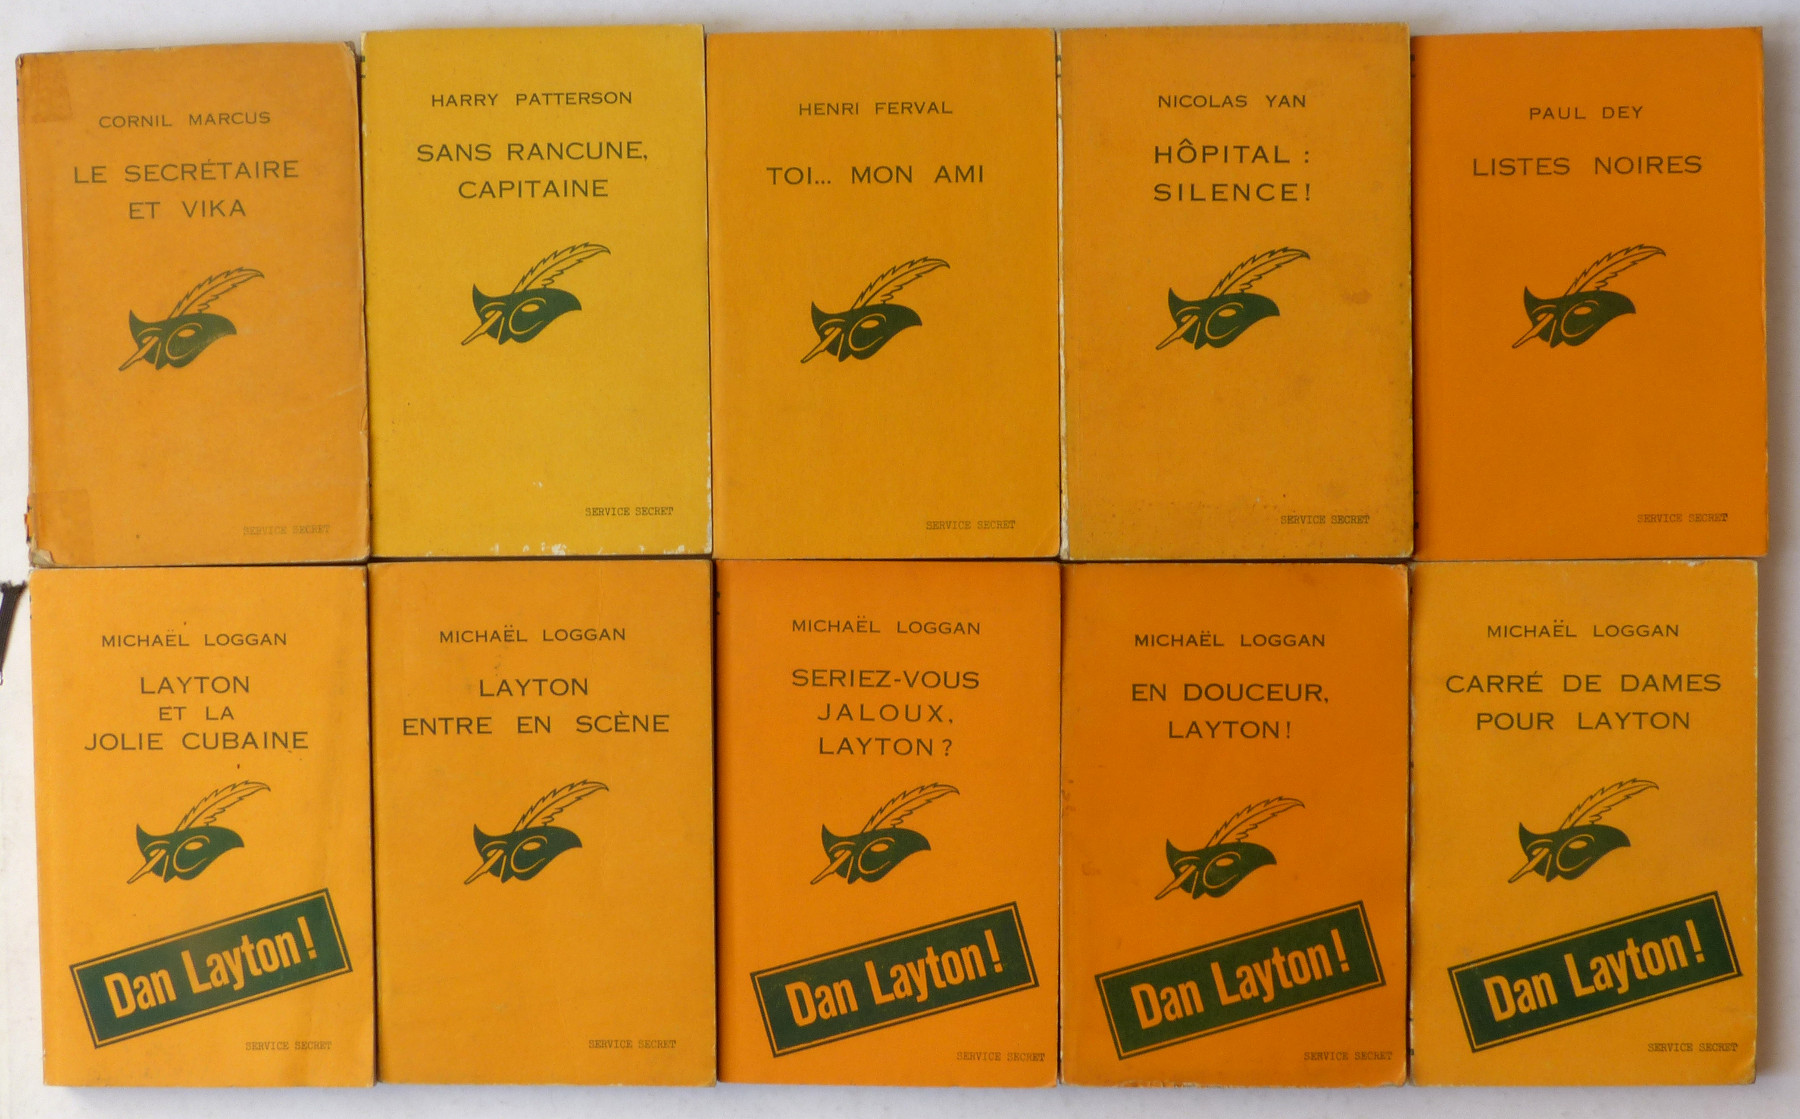 CORNIL MARCUS
LE SECRÉTAIRE
ET VIKA
SERVICE SECRET
HARRY PATTERSON
SANS RANCUNE,
CAPITAINE
SERVICE SECRET
HENRI FERVAL
TOI... MON AMI
SERVICE SECRET
NICOLAS YAN
HÔPITAL :
SILENCE!
SERVICE SECRET
PAUL DEY
LISTES NOIRES
SERVICE SECRET
MICHAËL LOGGAN
LAYTON
ET LA
JOLIE CUBAINE
Dan Layton!
SERVICE SECRET
MICHAËL LOGGAN
LAYTON
ENTRE EN SCÈNE
SERVICE SECRET
MICHAËL LOGGAN
SERIEZ-VOUS
JALOUX,
LAYTON ?
Dan Layton!
SERVICE SECRET
MICHAËL LOGGAN
EN DOUCEUR,
LAYTON!
Dan Layton!
SERVICE SECRET
MICHAËL LOGGAN
CARRÉ DE DAMES
POUR LAYTON
Dan Layton!
SERVICE SECRET